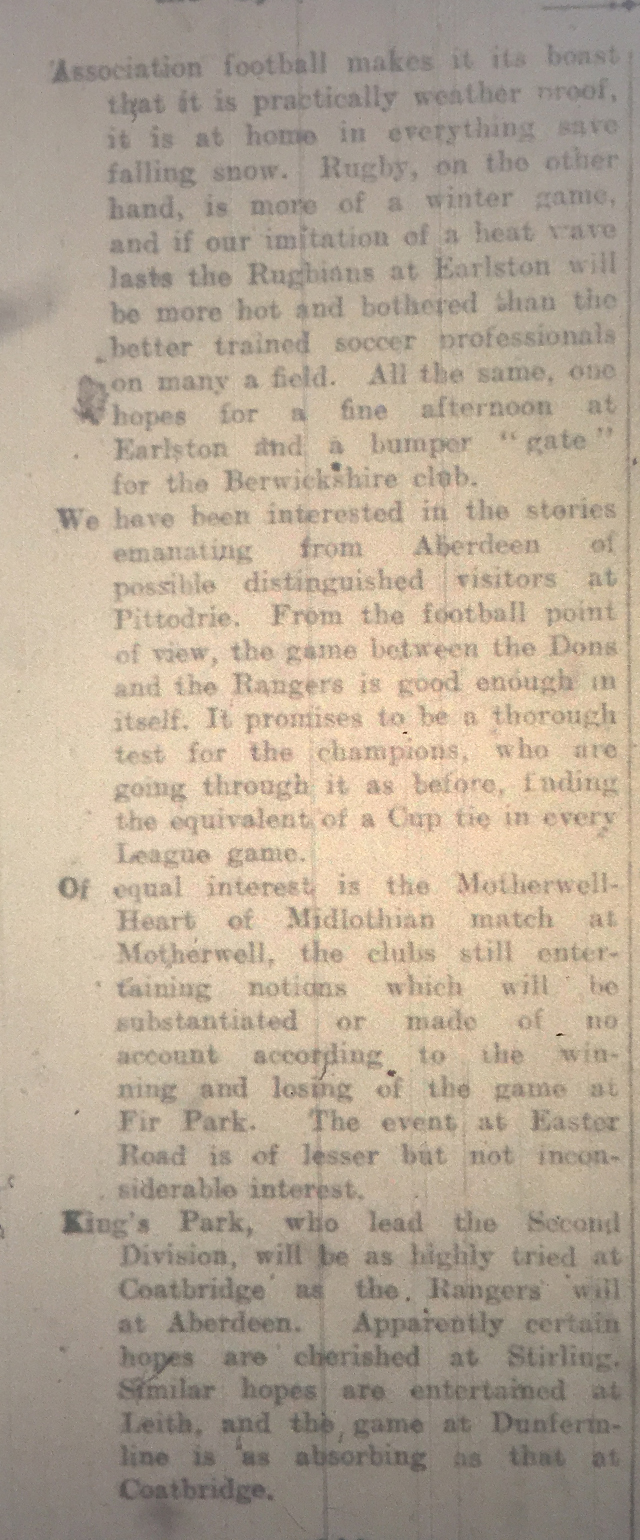 Association football makes it its boast
that it is practically weather proof,
it is at home in everything save
falling snow. Rugby, on the other
hand, is more of a winter game,
and if our imitation of a heat wave
lasts the Rugbians at Earlston will
be more hot and bothered than the
better trained soccer professionals
on many a field. All the same, one
hopes for a fine afternoon at
Earlston and a bumper "gate"
for the Berwickshire club.
We have been interested in the stories
emanating from Aberdeen of
possible distinguished visitors at
Pittodrie. From the football point
of view, the game between the Dons
and the Rangers is good enough in
itself. It promises to be a thorough
test for the champions, who are
going through it as before, finding
the equivalent of a Cup tie in every
League game.
Of equal interest is the Motherwell-
Heart of Midlothian match at
Motherwell, the clubs still enter-
taining notions which will be
substantiated or made of no
account according to the win-
ning and losing of the game at
Fir Park. The event at Easter
Road is of lesser but not incon-
siderable interest.
King's Park, who lead the Second
Division, will be as highly tried at
Coatbridge as the Rangers will
at Aberdeen. Apparently certain
hopes are cherished at Stirling.
Similar hopes are entertained at
Leith, and the game at Dunferm-
line is as absorbing as that at
Coatbridge.